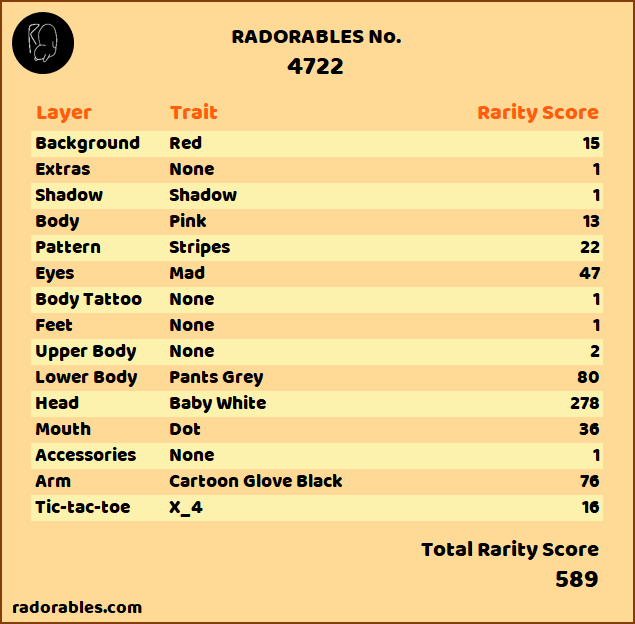 RADORABLES No.
4722
Layer Trait Rarity Score
Background Red 15
Extras None 1
Shadow Shadow 1
Body Pink 13
Pattern Stripes 22
Eyes Mad 47
Body Tattoo None 1
Feet None 1
Upper Body None 2
Lower Body Pants Grey 80
Head Baby White 278
Mouth Dot 36
Accessories None 1
Arm Cartoon Glove Black 76
Tic-tac-toe X_4 16
Total Rarity Score
589
radorables.com